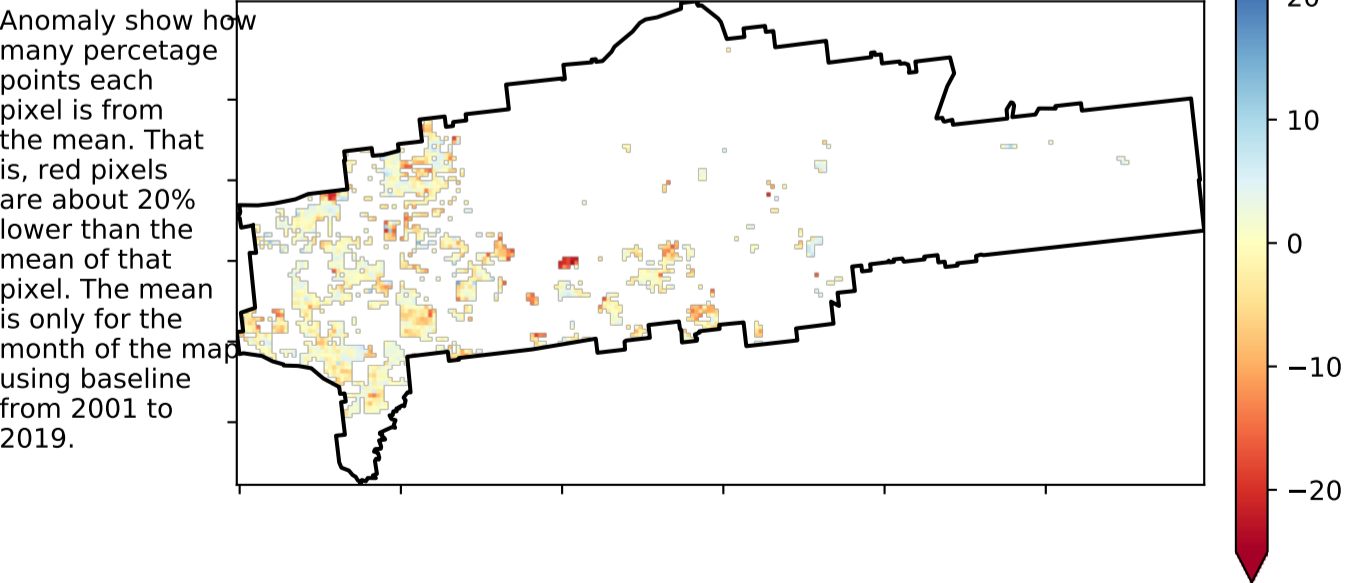 Anomaly show how
many percetage
points each
pixel is from
the mean. That
is, red pixels
are about 20%
lower than the
mean of that
pixel. The mean
is only for the
month of the map
using baseline
from 2001 to
2019.
20
10
0
−10
−20